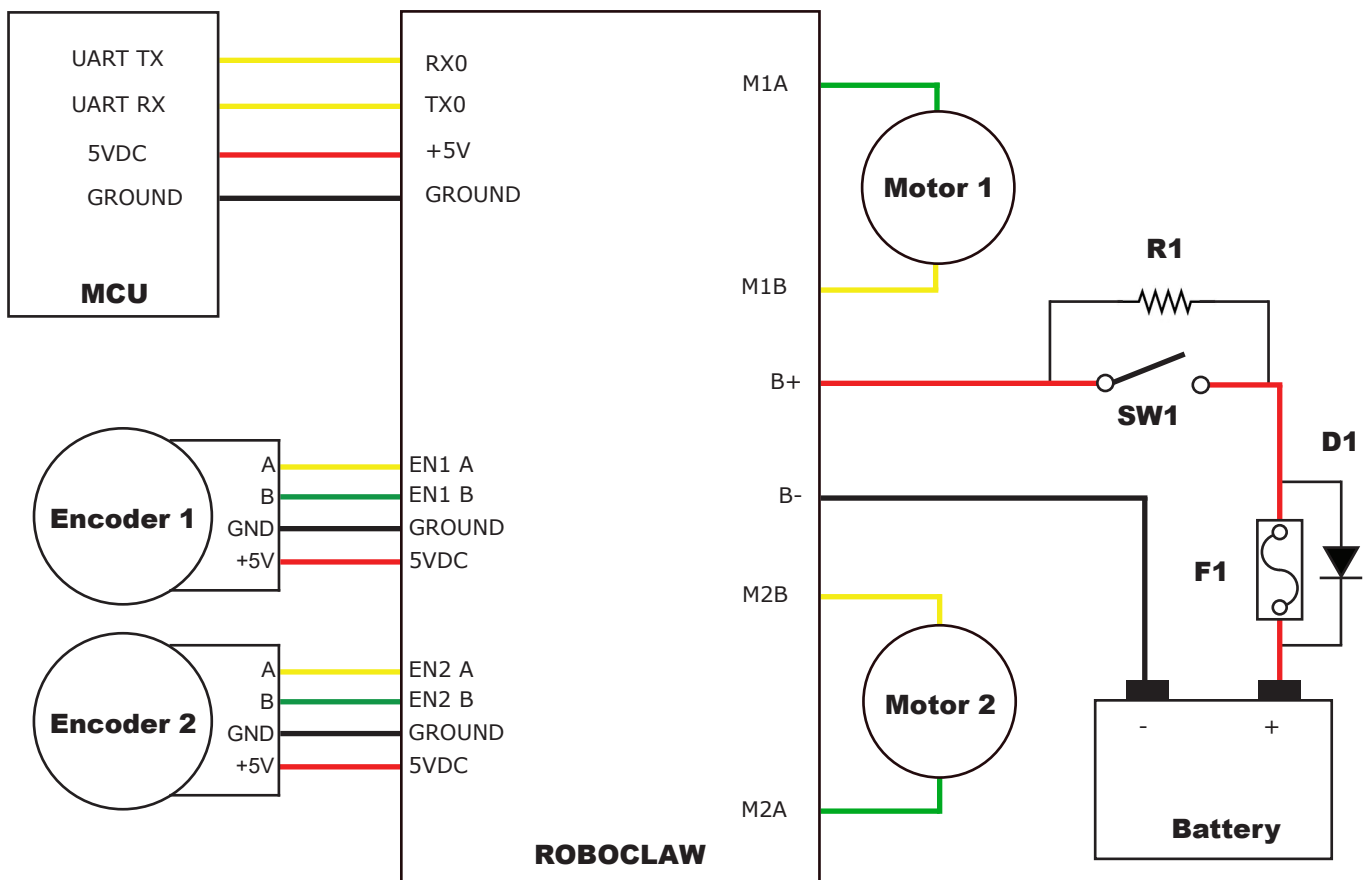 UART TX
UART RX
5VDC
GROUND
MCU
RX0
TX0
+5V
GROUND
M1A
Motor 1
M1B
R1
B+
SW1
D1
B-
F1
Encoder 1
A
B
GND
+5V
EN1 A
EN1 B
GROUND
5VDC
M2B
Motor 2
M2A
Encoder 2
A
B
GND
+5V
EN2 A
EN2 B
GROUND
5VDC
- +
Battery
ROBOCLAW